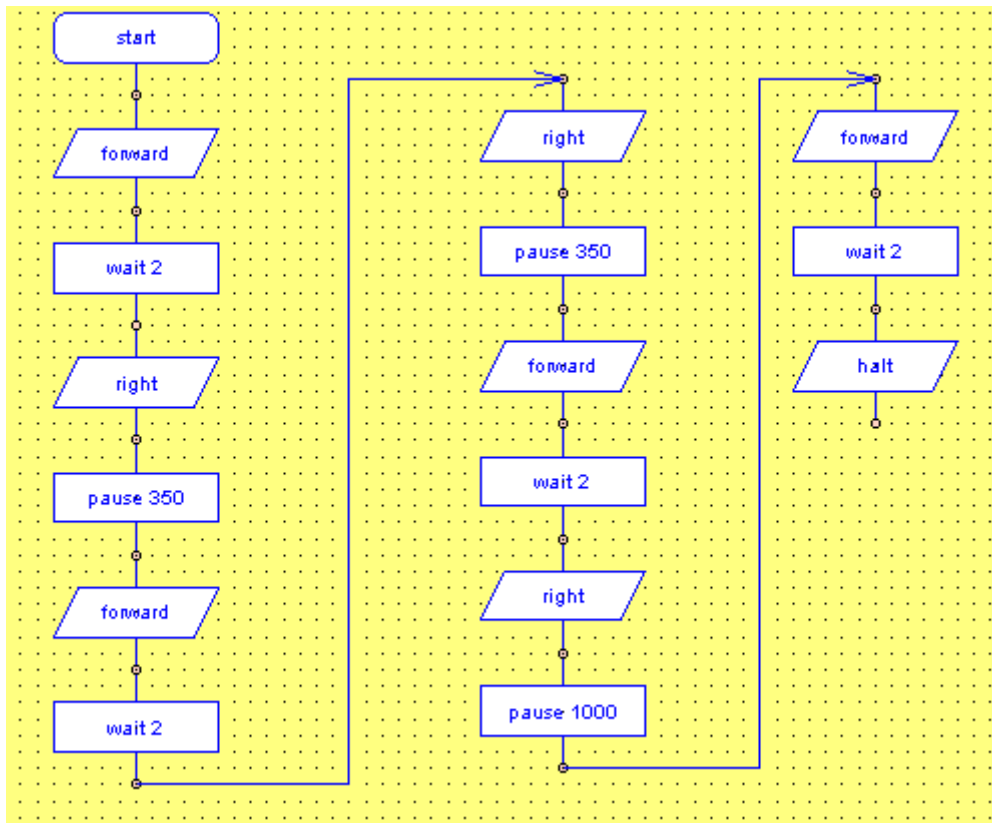 start
forward
wait 2
right
pause 350
forward
wait 2
right
pause 350
forward
wait 2
right
pause 1000
forward
wait 2
halt